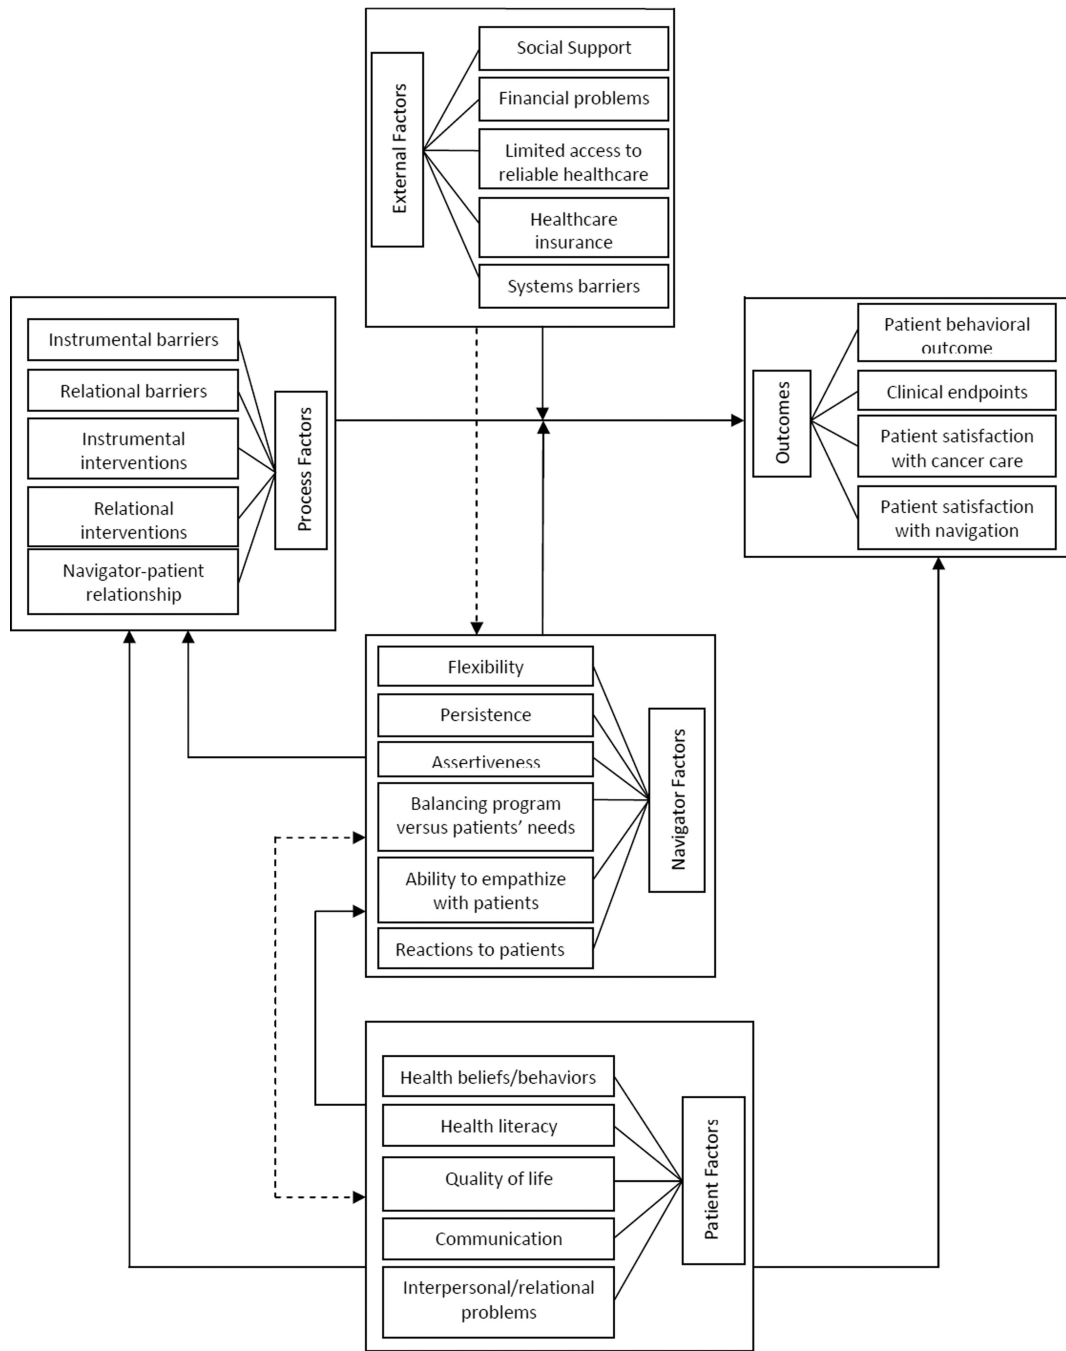 External Factors
Social Support
Financial problems
Limited access to
reliable healthcare
Healthcare
insurance
Systems barriers
Instrumental barriers
Relational barriers
Instrumental
interventions
Relational
interventions
Navigator-patient
relationship
Process Factors
Outcomes
Patient behavioral
outcome
Clinical endpoints
Patient satisfaction
with cancer care
Patient satisfaction
with navigation
Flexibility
Persistence
Assertiveness
Balancing program
versus patients’ needs
Ability to empathize
with patients
Reactions to patients
Navigator Factors
Health beliefs/behaviors
Health literacy
Quality of life
Communication
Interpersonal/relational
problems
Patient Factors